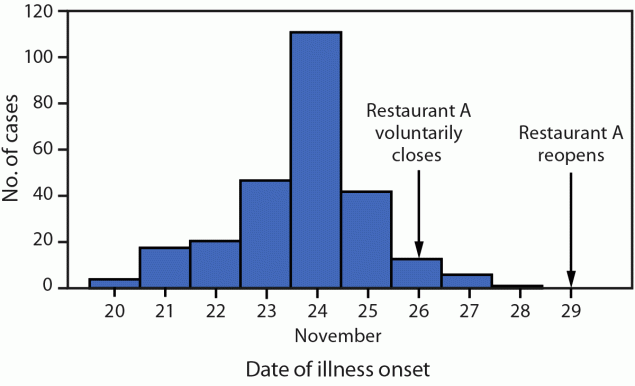 120
100
80
60
40
20
0
No. of cases
Restaurant A
voluntarily
closes
Restaurant A
reopens
20 21 22 23 24 25 26 27 28 29
November
Date of illness onset